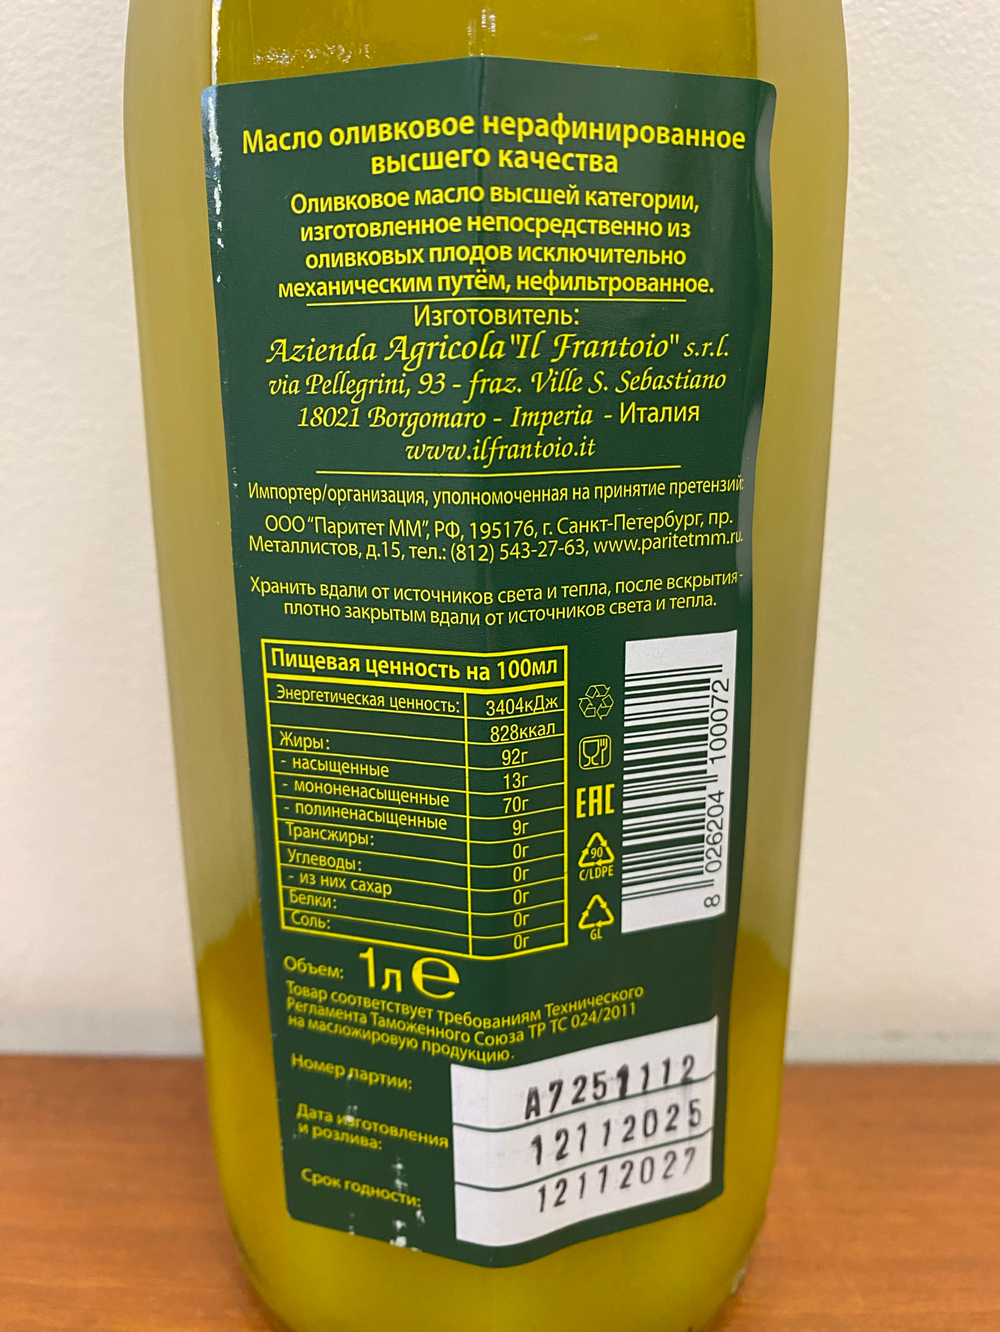 Масло оливковое нерафинированное
высшего качества
Оливковое масло высшей категории,
изготовленное непосредственно из
оливковых плодов исключительно
механическим путём, нефильтрованное.
Изготовитель:
Azienda Agricola "Il Frantoio" s.r.l.
via Pellegrini, 93 - fraz. Ville S. Sebastiano
18021 Borgomaro - Imperia - Италия
www.ilfrantoio.it
Импортер/организация, уполномоченная на принятие претензий:
ООО "Паритет ММ", РФ, 195176, г. Санкт-Петербург, пр.
Металлистов, д.15, тел.: (812) 543-27-63, www.paritetmm.ru.
Хранить вдали от источников света и тепла, после вскрытия-
плотно закрытым вдали от источников света и тепла.
Пищевая ценность на 100мл
Энергетическая ценность: 3404кДж
828ккал
Жиры: 92г
- насыщенные 13г
- мононенасыщенные 70г
- полиненасыщенные 9г
Трансжиры: 0г
Углеводы: 0г
- из них сахар 0г
Белки: 0г
Соль: 0г
EAC
90
C/LDPE
GL
8 026204 100072
Объем: 1л e
Товар соответствует требованиям Технического
Регламента Таможенного Союза ТР ТС 024/2011
на масложировую продукцию.
Номер партии: A7251112
Дата изготовления
и розлива: 12112025
Срок годности: 12112027